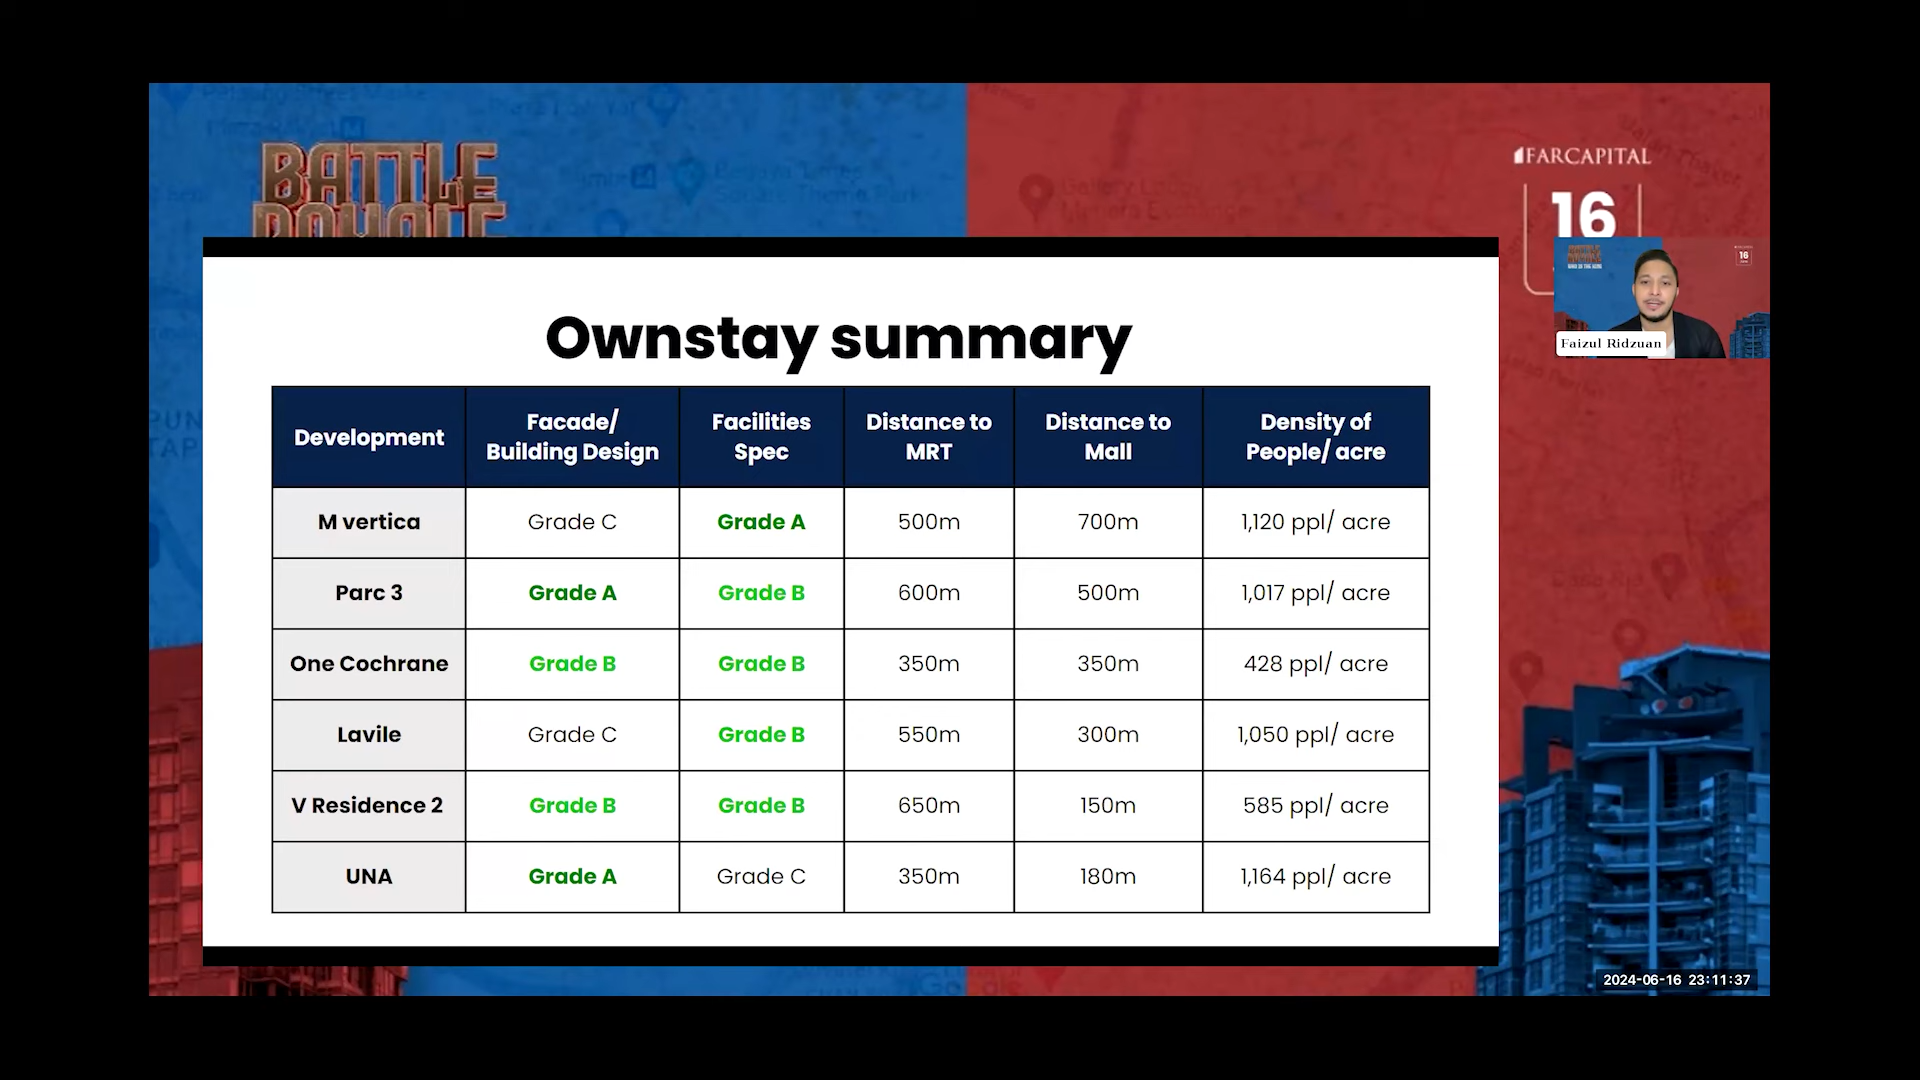 BATTLE
ROYALE
FARCAPITAL
16
Faizul Ridzuan
Ownstay summary
Development Facade/ Building Design Facilities Spec Distance to MRT Distance to Mall Density of People/ acre
M vertica Grade C Grade A 500m 700m 1,120 ppl/ acre
Parc 3 Grade A Grade B 600m 500m 1,017 ppl/ acre
One Cochrane Grade B Grade B 350m 350m 428 ppl/ acre
Lavile Grade C Grade B 550m 300m 1,050 ppl/ acre
V Residence 2 Grade B Grade B 650m 150m 585 ppl/ acre
UNA Grade A Grade C 350m 180m 1,164 ppl/ acre
2024-06-16 23:11:37